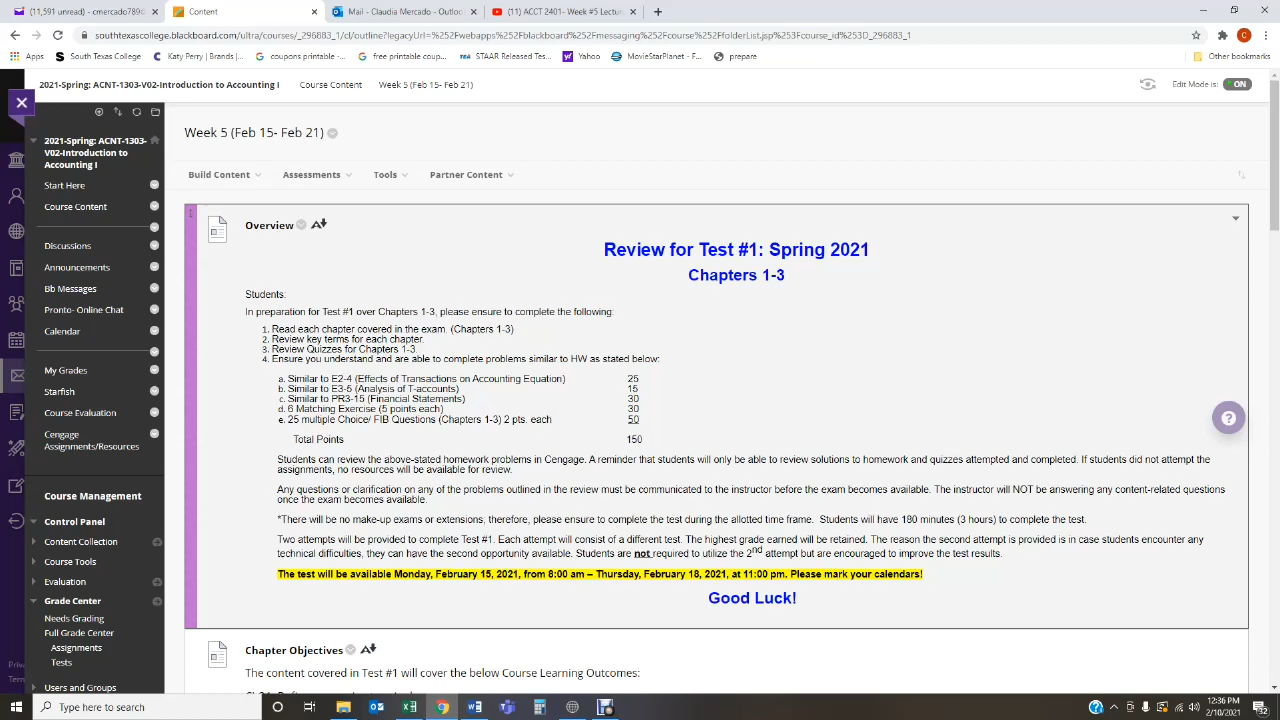 (11,591 unread) - cercado789@
Content
Mail - Claudia Mercado - Outloo
(11) ACCT 2401- Week #5 Lectur
southtexascollege.blackboard.com/ultra/courses/_296883_1/cl/outline?legacyUrl=%2Fwebapps%2Fblackboard%2Fmessaging%2Fcourse%2FfolderList.jsp%3Fcourse_id%3D_296883_1
C
Apps
South Texas College
Katy Perry | Brands |...
coupons printable -...
free printable coup...
STAAR Released Tes...
Yahoo
MovieStarPlanet - F...
prepare
Other bookmarks
2021-Spring: ACNT-1303-V02-Introduction to Accounting I
Course Content
Week 5 (Feb 15- Feb 21)
Edit Mode is:
ON
2021-Spring: ACNT-1303-
V02-Introduction to
Accounting I
Start Here
Course Content
Discussions
Announcements
Bb Messages
Pronto- Online Chat
Calendar
My Grades
Starfish
Course Evaluation
Cengage
Assignments/Resources
Course Management
Control Panel
Content Collection
Course Tools
Evaluation
Grade Center
Needs Grading
Full Grade Center
Assignments
Tests
Users and Groups
Priva
Term
Week 5 (Feb 15- Feb 21)
Build Content
Assessments
Tools
Partner Content
Overview
Review for Test #1: Spring 2021
Chapters 1-3
Students:
In preparation for Test #1 over Chapters 1-3, please ensure to complete the following:
1. Read each chapter covered in the exam. (Chapters 1-3)
2. Review key terms for each chapter.
3. Review Quizzes for Chapters 1-3.
4. Ensure you understand and are able to complete problems similar to HW as stated below:
a. Similar to E2-4 (Effects of Transactions on Accounting Equation) 25
b. Similar to E3-5 (Analysis of T-accounts) 15
c. Similar to PR3-15 (Financial Statements) 30
d. 6 Matching Exercise (5 points each) 30
e. 25 multiple Choice/ FIB Questions (Chapters 1-3) 2 pts. each 50
Total Points 150
Students can review the above-stated homework problems in Cengage. A reminder that students will only be able to review solutions to homework and quizzes attempted and completed. If students did not attempt the
assignments, no resources will be available for review.
Any questions or clarification on any of the problems outlined in the review must be communicated to the instructor before the exam becomes available. The instructor will NOT be answering any content-related questions
once the exam becomes available.
*There will be no make-up exams or extensions; therefore, please ensure to complete the test during the allotted time frame. Students will have 180 minutes (3 hours) to complete the test.
Two attempts will be provided to complete Test #1. Each attempt will consist of a different test. The highest grade earned will be retained. The reason the second attempt is provided is in case students encounter any
technical difficulties, they can have the second opportunity available. Students are not required to utilize the 2nd attempt but are encouraged to improve the test results.
The test will be available Monday, February 15, 2021, from 8:00 am – Thursday, February 18, 2021, at 11:00 pm. Please mark your calendars!
Good Luck!
Chapter Objectives
The content covered in Test #1 will cover the below Course Learning Outcomes:
Type here to search
12:36 PM
2/10/2021
32